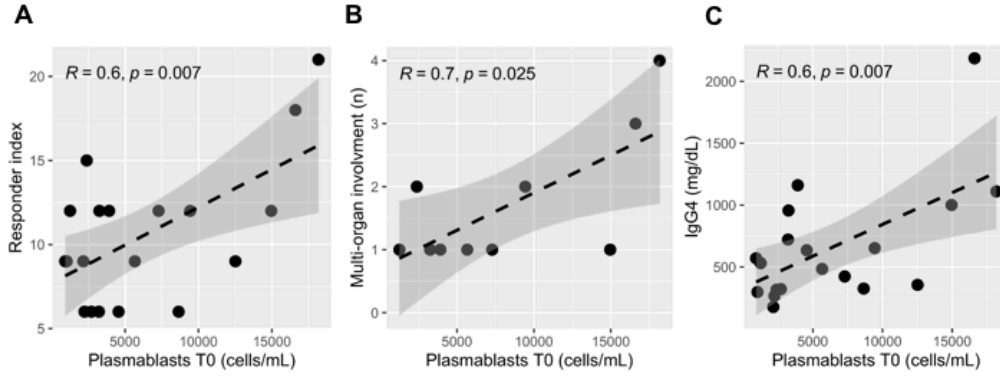 A
R = 0.6, p = 0.007
Responder index
20
15
10
5
5000 10000 15000
Plasmablasts T0 (cells/mL)
B
R = 0.7, p = 0.025
Multi-organ involvment (n)
4
3
2
1
0
5000 10000 15000
Plasmablasts T0 (cells/mL)
C
R = 0.6, p = 0.007
IgG4 (mg/dL)
2000
1500
1000
500
5000 10000 15000
Plasmablasts T0 (cells/mL)